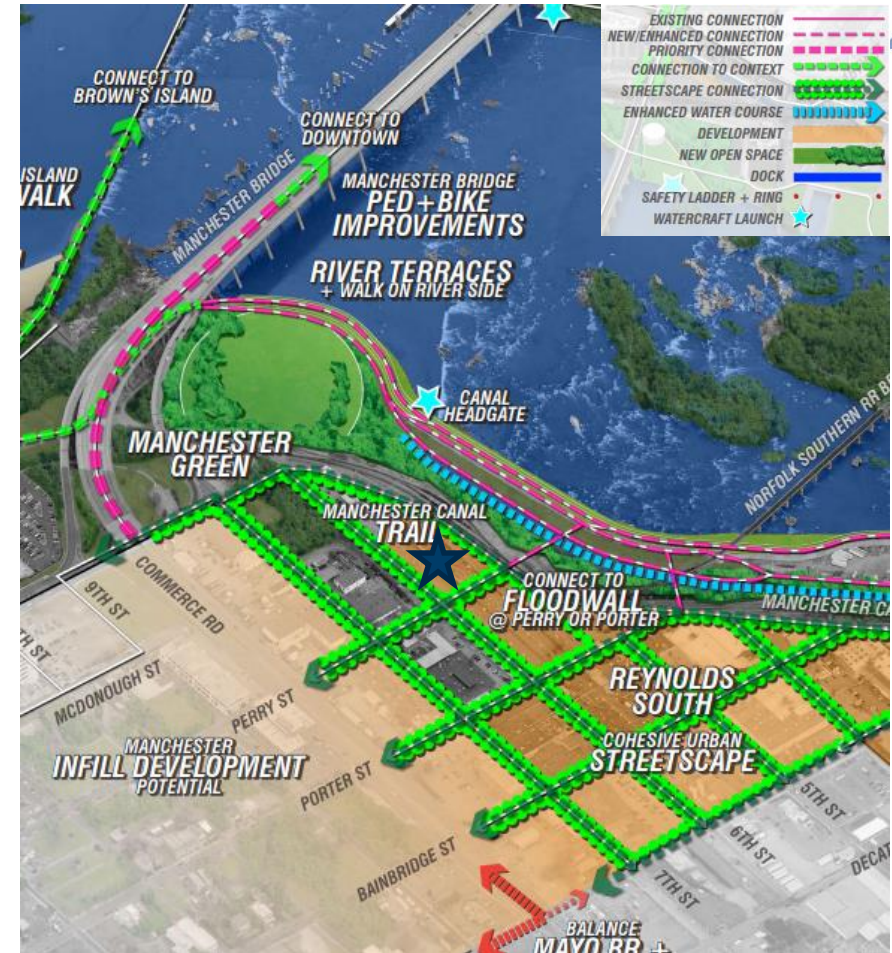 EXISTING CONNECTION
NEW/ENHANCED CONNECTION
PRIORITY CONNECTION
CONNECTION TO CONTEXT
STREETSCAPE CONNECTION
ENHANCED WATER COURSE
DEVELOPMENT
NEW OPEN SPACE
DOCK
SAFETY LADDER + RING
WATERCRAFT LAUNCH
CONNECT TO
BROWN'S ISLAND
CONNECT TO
DOWNTOWN
ISLAND
WALK
MANCHESTER BRIDGE
MANCHESTER BRIDGE
PED+BIKE
IMPROVEMENTS
RIVER TERRACES
+ WALK ON RIVER SIDE
CANAL
HEADGATE
NORFOLK SOUTHERN RR
MANCHESTER
GREEN
MANCHESTER CANAL
TRAIL
CONNECT TO
FLOODWALL
@ PERRY OR PORTER
MANCHESTER CA
9TH ST
TH ST
COMMERCE RD
MCDONOUGH ST
PERRY ST
PORTER ST
BAINBRIDGE ST
REYNOLDS
SOUTH
COHESIVE URBAN
STREETSCAPE
MANCHESTER
INFILL DEVELOPMENT
POTENTIAL
5TH ST
6TH ST
7TH ST
DECAT
BALANCE
MAYO RR +